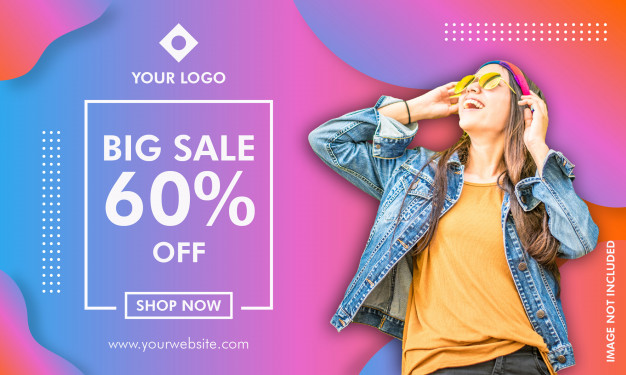 YOUR LOGO
BIG SALE
60%
OFF
SHOP NOW
www.yourwebsite.com
IMAGE NOT INCLUDED